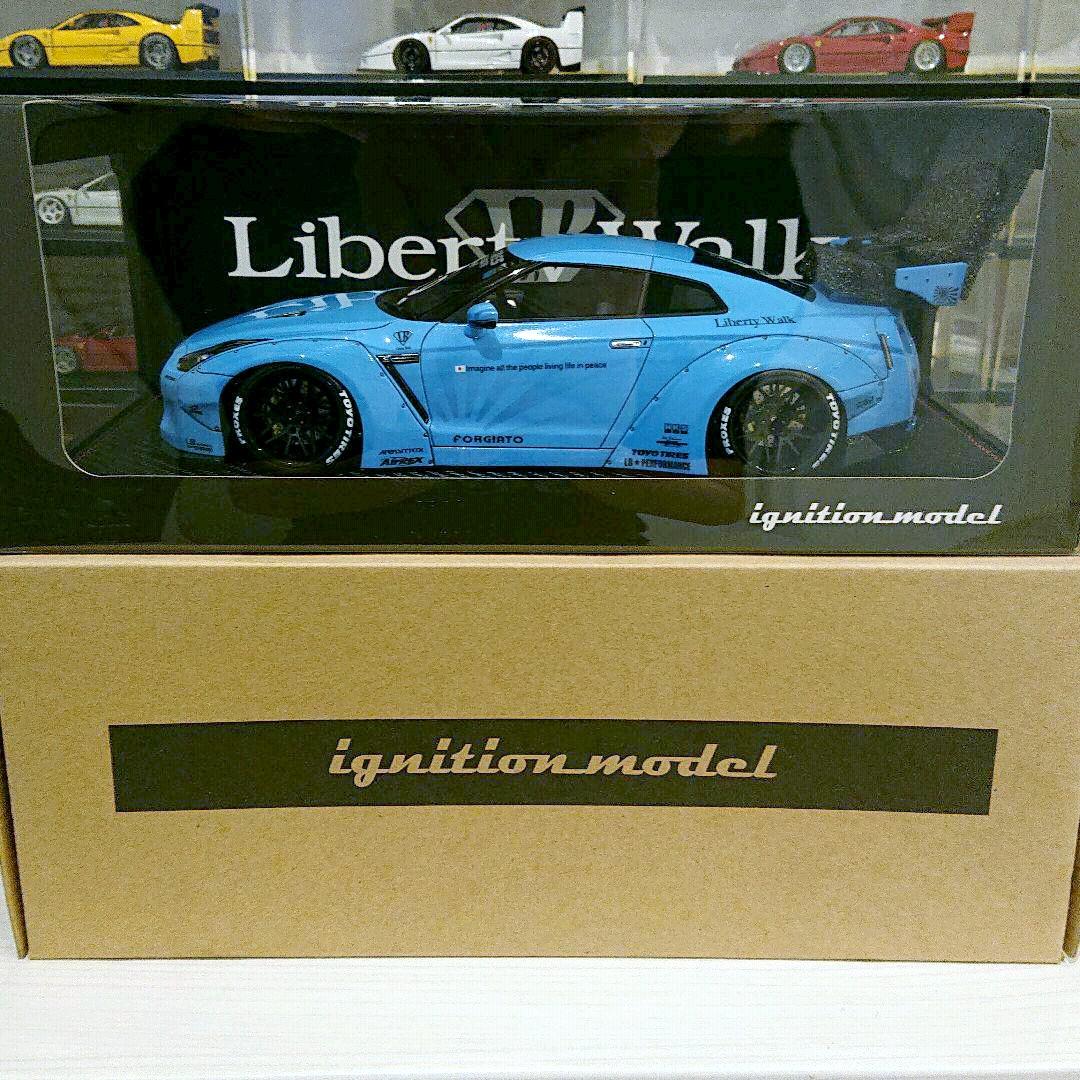 Liberty Walk
Liberty Walk
Imagine all the people living life in peace
PROXES
TOYO TIRES
FORGIATO
AIRREX
PROXES
TOYO TIRES
TOYO TIRES
LB★PERFORMANCE
ignition model
ignition model